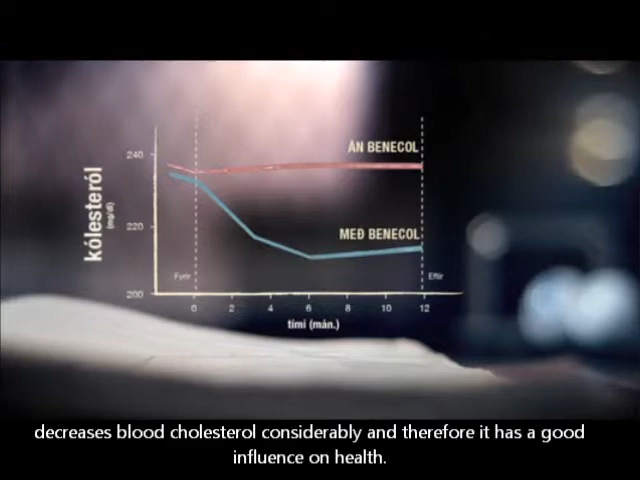 240
220
200
kólesteról
(mg/dl)
ÁN BENECOL
MEÐ BENECOL
Fyrir
Eftir
0 2 4 6 8 10 12
tími (mán.)
decreases blood cholesterol considerably and therefore it has a good
influence on health.